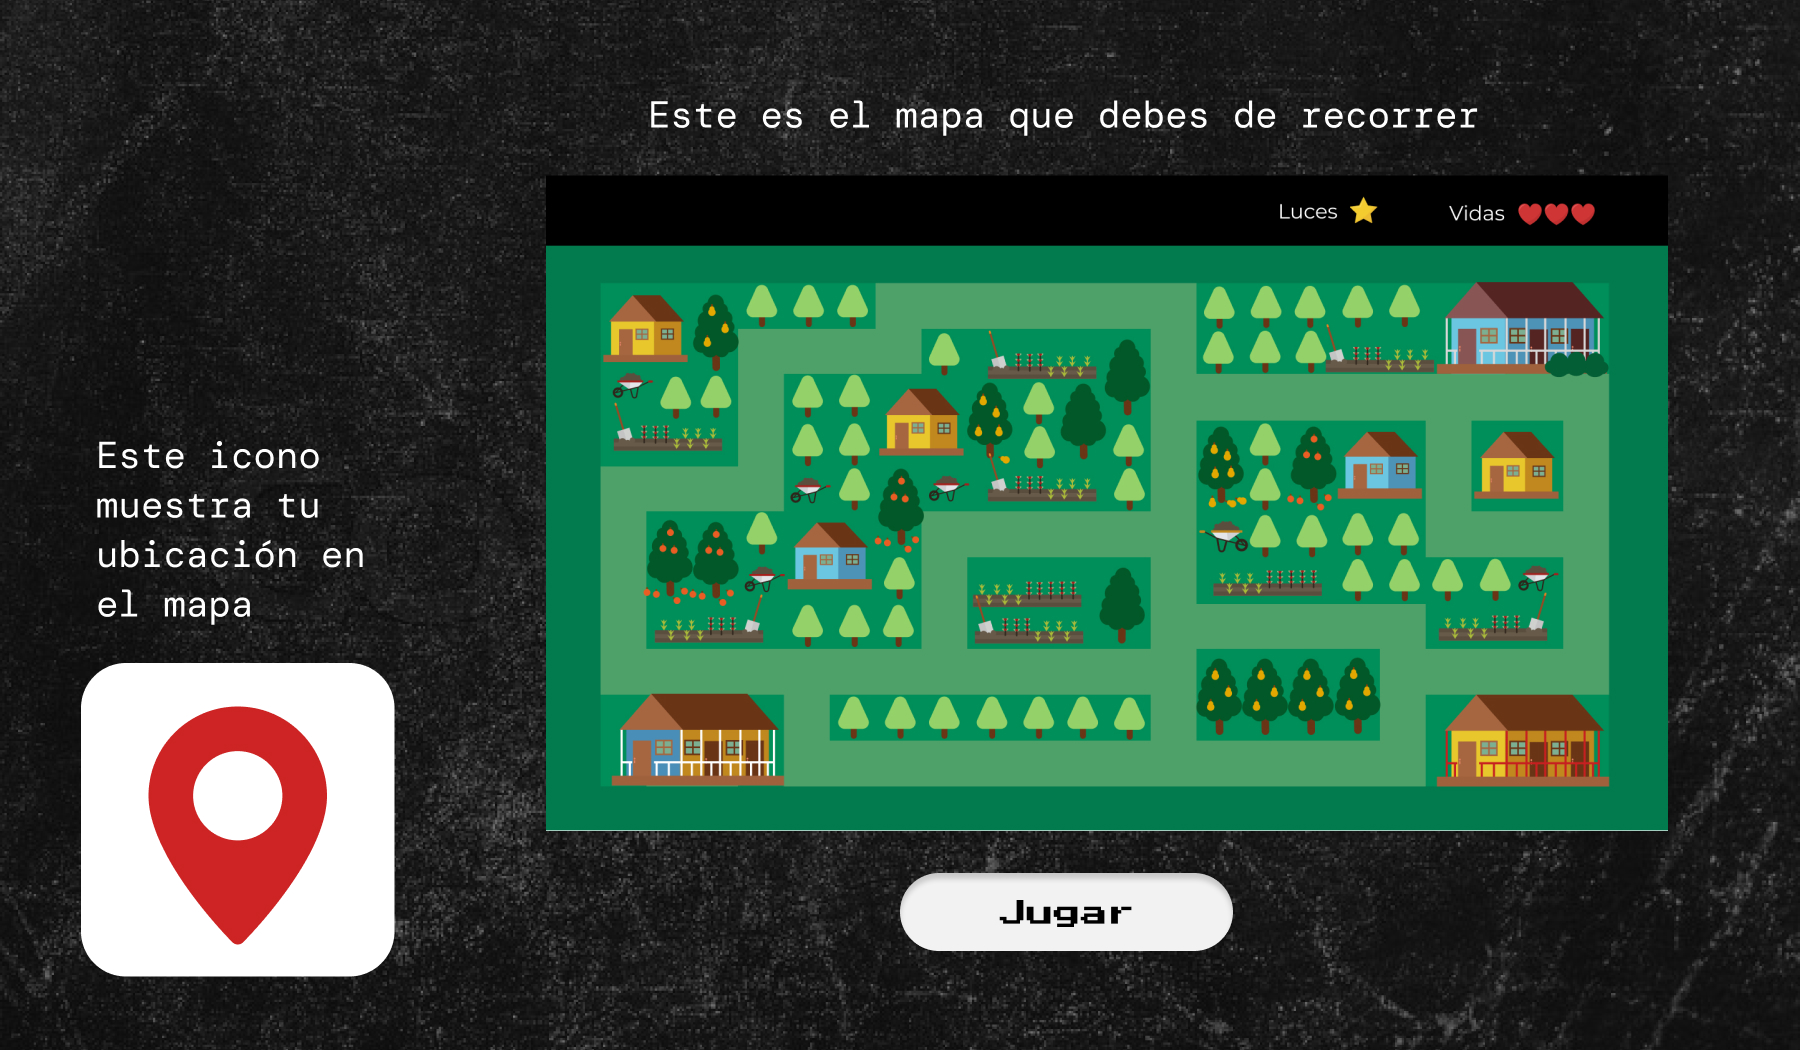 Este es el mapa que debes de recorrer
Luces
Vidas
Este icono
muestra tu
ubicación en
el mapa
Jugar